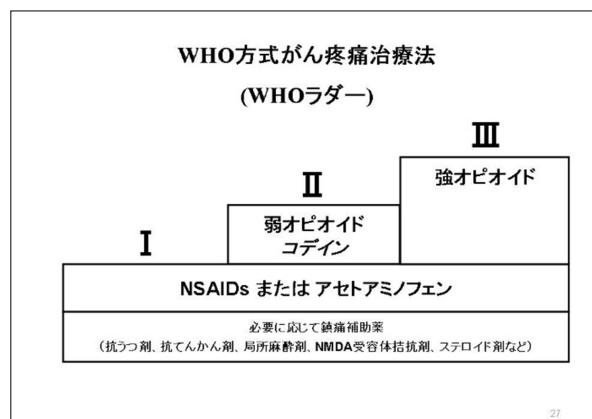 WHO方式がん疼痛治療法
(WHOラダー)
Ⅲ
強オピオイド
Ⅱ
弱オピオイド
コデイン
Ⅰ
NSAIDs または アセトアミノフェン
必要に応じて鎮痛補助薬
（抗うつ剤、抗てんかん剤、局所麻酔剤、NMDA受容体拮抗剤、ステロイド剤など）
27